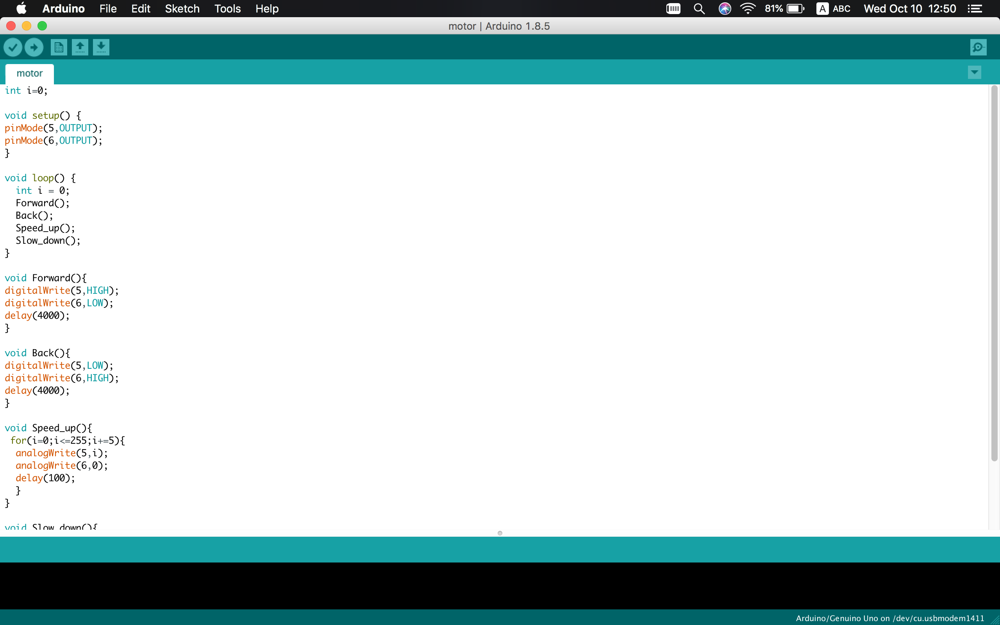 Arduino File Edit Sketch Tools Help 81% A ABC Wed Oct 10 12:50
motor | Arduino 1.8.5
motor
int i=0;
void setup() {
pinMode(5,OUTPUT);
pinMode(6,OUTPUT);
}
void loop() {
int i = 0;
Forward();
Back();
Speed_up();
Slow_down();
}
void Forward(){
digitalWrite(5,HIGH);
digitalWrite(6,LOW);
delay(4000);
}
void Back(){
digitalWrite(5,LOW);
digitalWrite(6,HIGH);
delay(4000);
}
void Speed_up(){
for(i=0;i<=255;i+=5){
analogWrite(5,i);
analogWrite(6,0);
delay(100);
}
}
void Slow_down(){
Arduino/Genuino Uno on /dev/cu.usbmodem1411